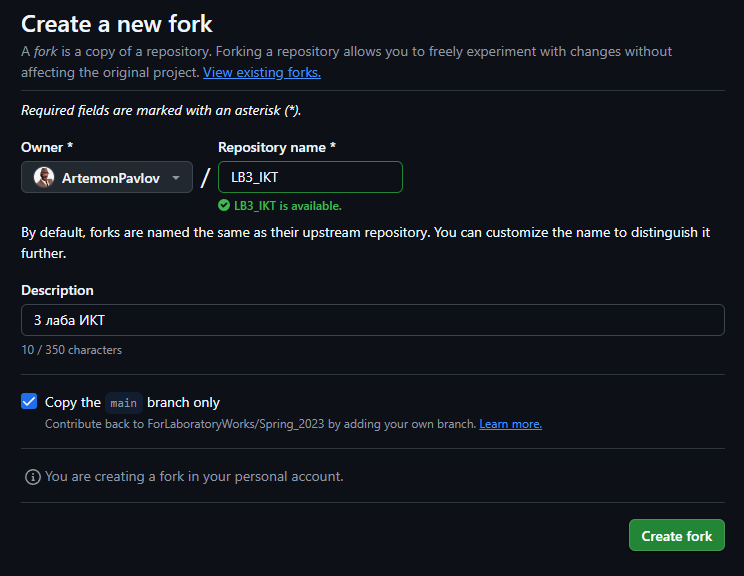 Create a new fork
A fork is a copy of a repository. Forking a repository allows you to freely experiment with changes without
affecting the original project. View existing forks.
Required fields are marked with an asterisk (*).
Owner *
Repository name *
ArtemonPavlov
/
LB3_IKT
LB3_IKT is available.
By default, forks are named the same as their upstream repository. You can customize the name to distinguish it
further.
Description
3 лаба ИКТ
10 / 350 characters
Copy the main branch only
Contribute back to ForLaboratoryWorks/Spring_2023 by adding your own branch. Learn more.
You are creating a fork in your personal account.
Create fork